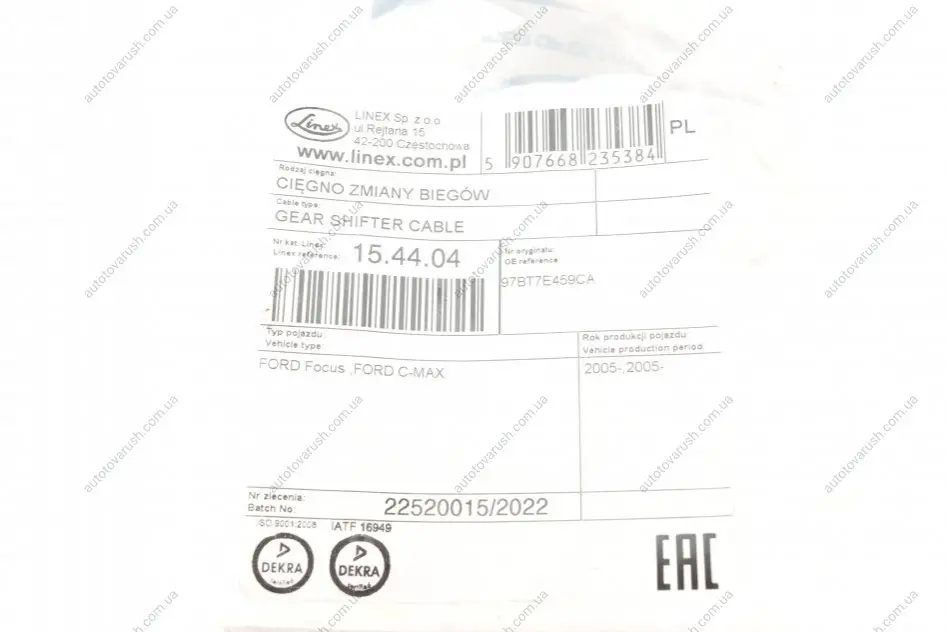 Linex
LINEX Sp. z o.o.
ul.Rejtana 15
42-200 Częstochowa
www.linex.com.pl
5 907668 235384
PL
Rodzaj cięgna:
CIĘGNO ZMIANY BIEGÓW
Cable type:
GEAR SHIFTER CABLE
Nr kat. Linex:
Linex reference:
15.44.04
Nr oryginału:
OE reference
97BT7E459CA
Typ pojazdu
Vehicle type:
FORD Focus ,FORD C-MAX
Rok produkcji pojazdu
Vehicle production period
2005-,2005-
Nr zlecenia:
Batch No:
22520015/2022
ISO 9001:2008
IATF 16949
DEKRA
DEKRA
EAC
autotovarush.com.ua